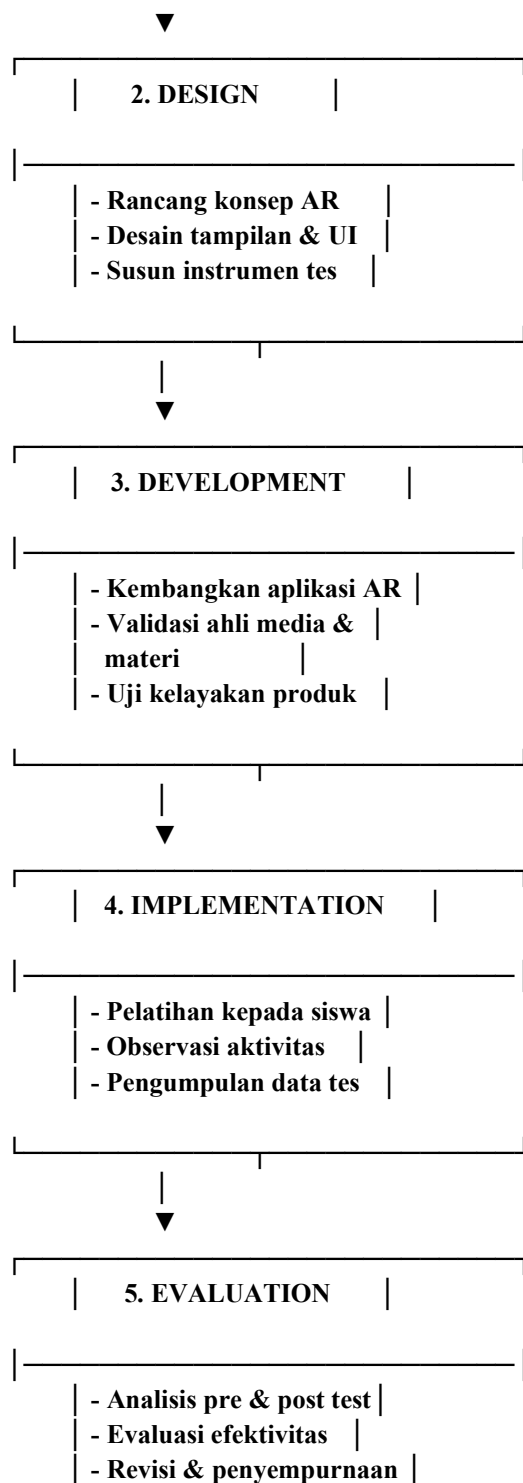 2. DESIGN
- Rancang konsep AR
- Desain tampilan & UI
- Susun instrumen tes
3. DEVELOPMENT
- Kembangkan aplikasi AR
- Validasi ahli media &
materi
- Uji kelayakan produk
4. IMPLEMENTATION
- Pelatihan kepada siswa
- Observasi aktivitas
- Pengumpulan data tes
5. EVALUATION
- Analisis pre & post test
- Evaluasi efektivitas
- Revisi & penyempurnaan